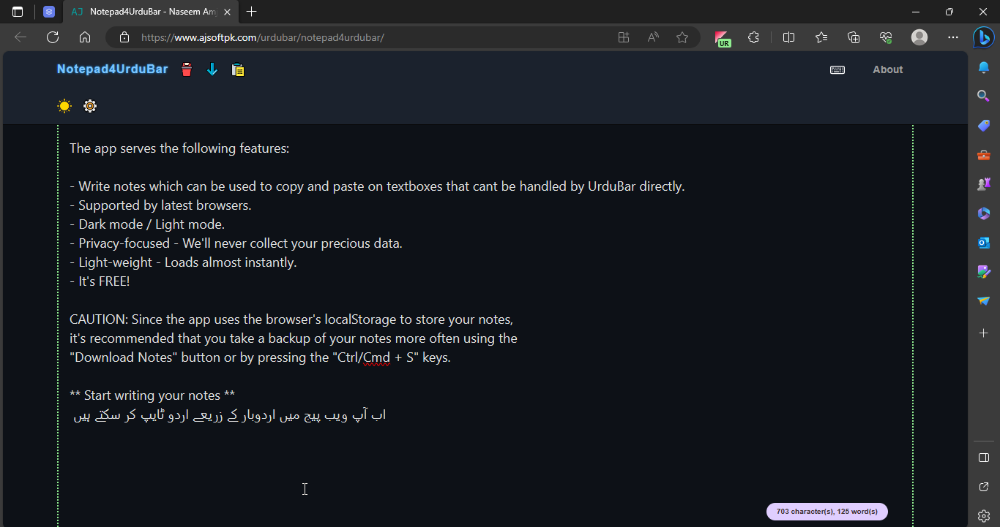 Notepad4UrduBar - Naseem Am
https://www.ajsoftpk.com/urdubar/notepad4urdubar/
UR
Notepad4UrduBar
About
The app serves the following features:
- Write notes which can be used to copy and paste on textboxes that cant be handled by UrduBar directly.
- Supported by latest browsers.
- Dark mode / Light mode.
- Privacy-focused - We'll never collect your precious data.
- Light-weight - Loads almost instantly.
- It's FREE!
CAUTION: Since the app uses the browser's localStorage to store your notes,
it's recommended that you take a backup of your notes more often using the
"Download Notes" button or by pressing the "Ctrl/Cmd + S" keys.
** Start writing your notes **
اب آپ ویب پیج میں اردوبار کے زریعے اردو ٹایپ کر سکتے ہیں
703 character(s), 125 word(s)